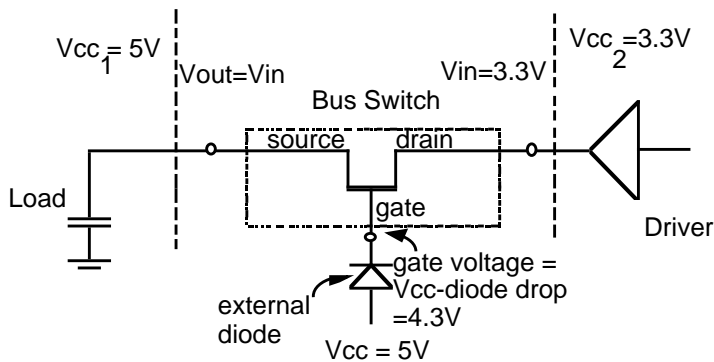 Vcc1 = 5V
Vout=Vin
Vin=3.3V
Vcc2=3.3V
Bus Switch
source
drain
Load
gate
Driver
gate voltage =
Vcc-diode drop
=4.3V
external
diode
Vcc = 5V